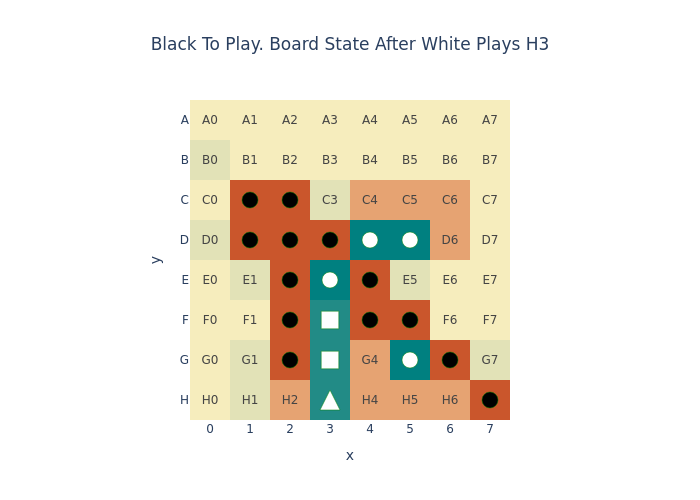 Black To Play. Board State After White Plays H3
A A0 A1 A2 A3 A4 A5 A6 A7
B B0 B1 B2 B3 B4 B5 B6 B7
C C0 C3 C4 C5 C6 C7
D D0 D6 D7
E E0 E1 E5 E6 E7
F F0 F1 F6 F7
G G0 G1 G4 G7
H H0 H1 H2 H4 H5 H6
0 1 2 3 4 5 6 7
x
y